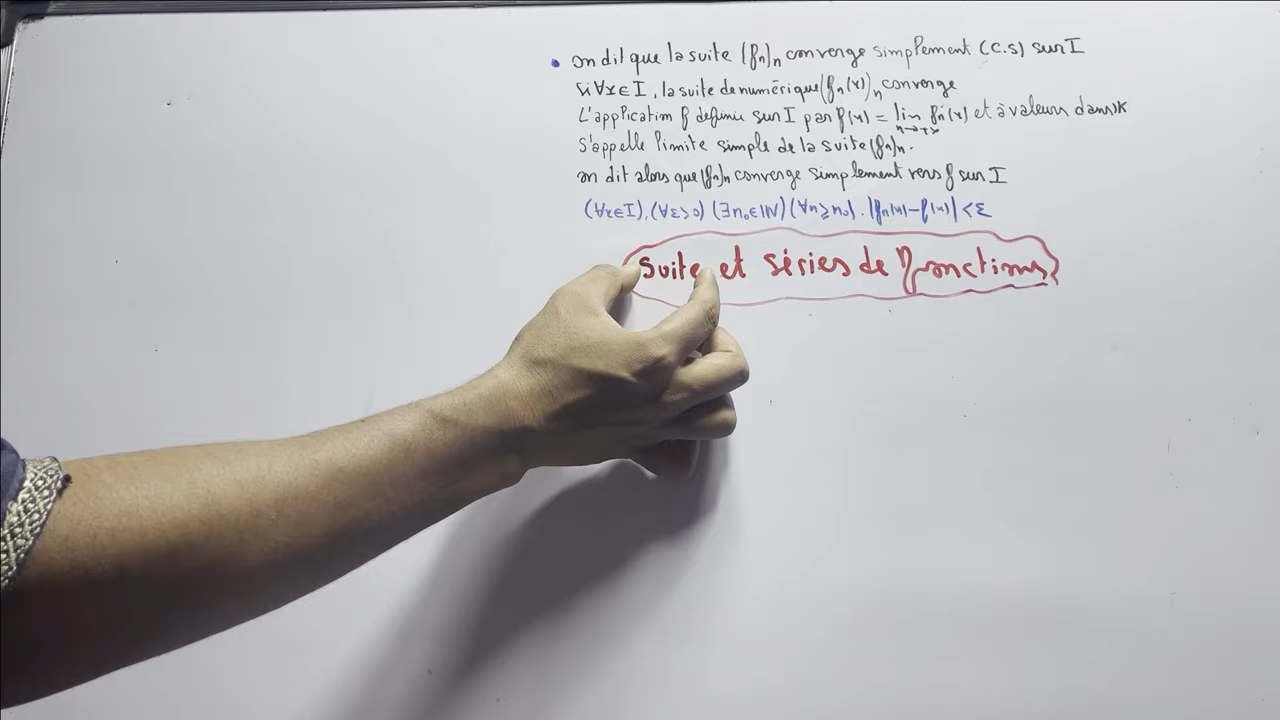 • on dit que la suite (fn)n converge simplement (C.S) sur I
si ∀x∈I, la suite de numérique (fn(x))n converge
L'application f definie sur I par f(x) = lim n→+∞ fn(x) et à valeurs dans K
S'appelle limite simple de la suite (fn)n.
on dit alors que (fn)n converge simplement vers f sur I
(∀x∈I), (∀ε>0) (∃n₀∈IN) (∀n≥n₀). |fn(x)-f(x)| <ε
Suite et séries de fonctions